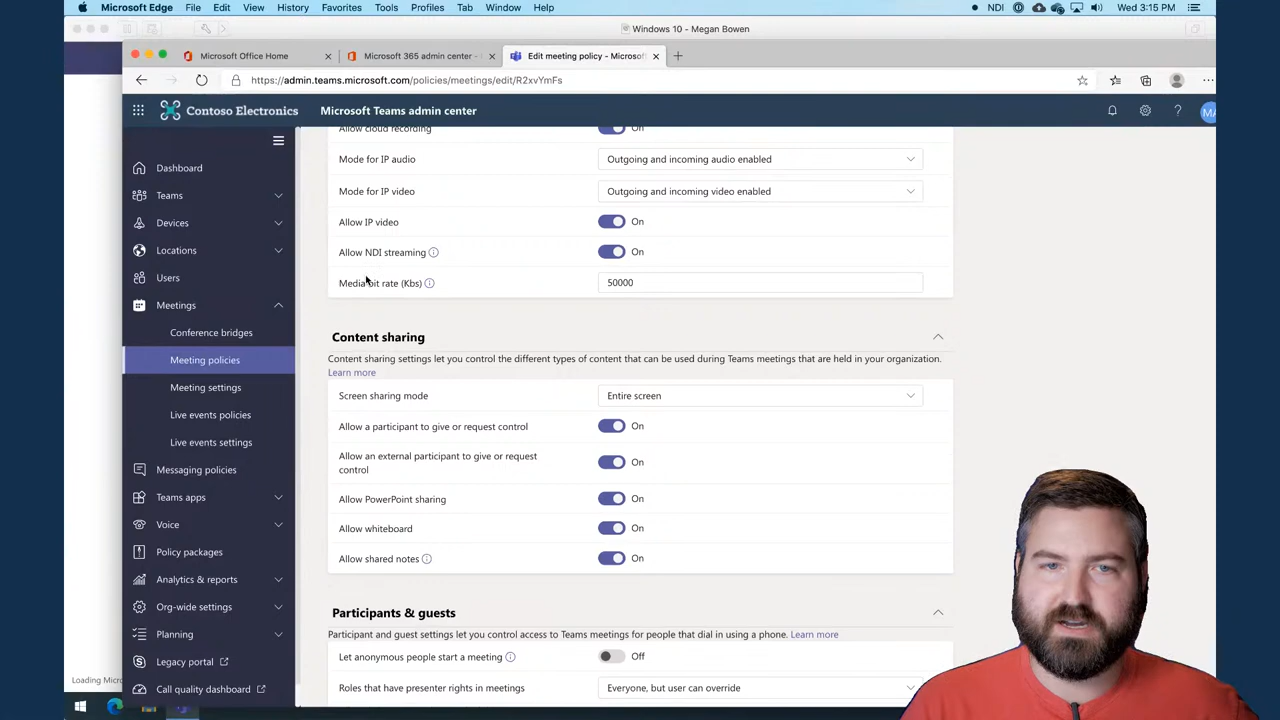 Microsoft Edge File Edit View History Favorites Tools Profiles Tab Window Help NDI Wed 3:15 PM
Windows 10 - Megan Bowen
Microsoft Office Home × Microsoft 365 admin center - × Edit meeting policy - Microsof × +
https://admin.teams.microsoft.com/policies/meetings/edit/R2xvYmFs
Contoso Electronics Microsoft Teams admin center ? MA
Allow cloud recording On
Dashboard
Teams
Devices
Locations
Users
Meetings
Conference bridges
Meeting policies
Meeting settings
Live events policies
Live events settings
Messaging policies
Teams apps
Voice
Policy packages
Analytics & reports
Org-wide settings
Planning
Legacy portal
Call quality dashboard
Mode for IP audio Outgoing and incoming audio enabled
Mode for IP video Outgoing and incoming video enabled
Allow IP video On
Allow NDI streaming On
Media bit rate (Kbs) 50000
Content sharing
Content sharing settings let you control the different types of content that can be used during Teams meetings that are held in your organization.
Learn more
Screen sharing mode Entire screen
Allow a participant to give or request control On
Allow an external participant to give or request
control On
Allow PowerPoint sharing On
Allow whiteboard On
Allow shared notes On
Participants & guests
Participant and guest settings let you control access to Teams meetings for people that dial in using a phone. Learn more
Let anonymous people start a meeting Off
Roles that have presenter rights in meetings Everyone, but user can override
Loading Micr